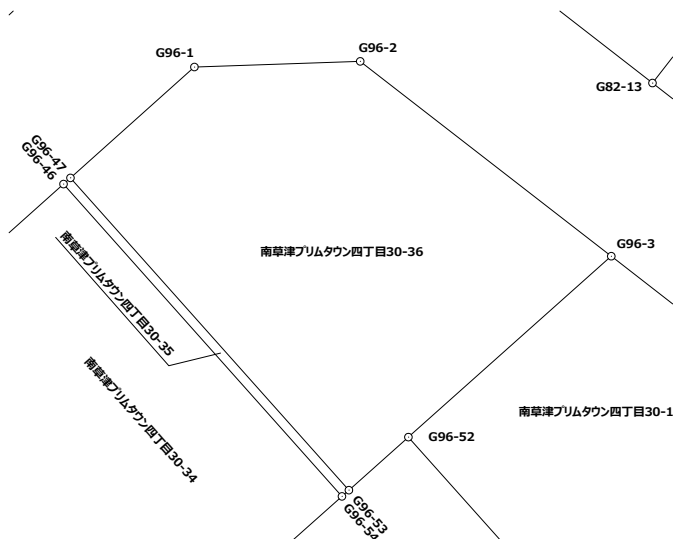 G96-1
G96-2
G82-13
G96-47
G96-46
G96-3
南草津プリムタウン四丁目30-36
南草津プリムタウン四丁目30-35
南草津プリムタウン四丁目30-34
南草津プリムタウン四丁目30-1
G96-52
G96-53
G96-54